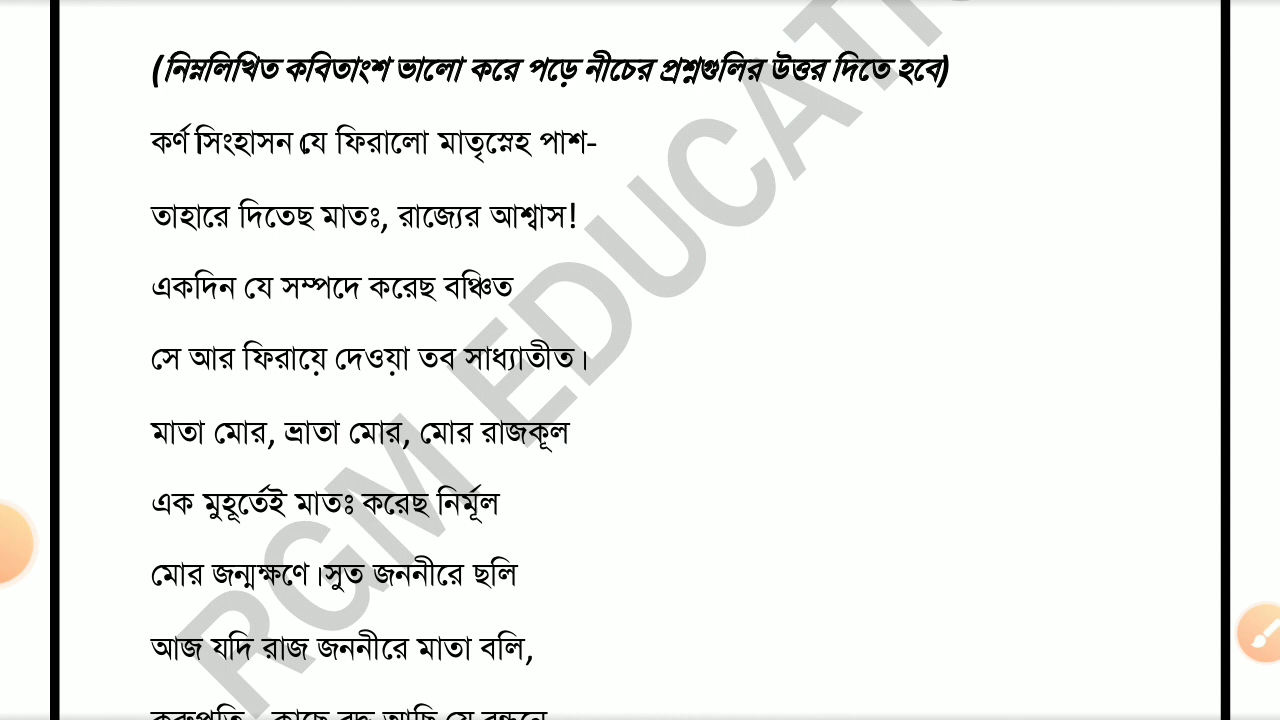 (নিম্নলিখিত কবিতাংশ ভালো করে পড়ে নীচের প্রশ্নগুলির উত্তর দিতে হবে)
কর্ণ সিংহাসন যে ফিরালো মাতৃস্নেহ পাশ-
তাহারে দিতেছ মাতঃ, রাজ্যের আশ্বাস!
একদিন যে সম্পদে করেছ বঞ্চিত
সে আর ফিরায়ে দেওয়া তব সাধ্যাতীত।
মাতা মোর, ভ্রাতা মোর, মোর রাজকূল
এক মুহূর্তেই মাতঃ করেছ নির্মূল
মোর জন্মক্ষণে।সুত জননীরে ছলি
আজ যদি রাজ জননীরে মাতা বলি,
RGM EDUCATI